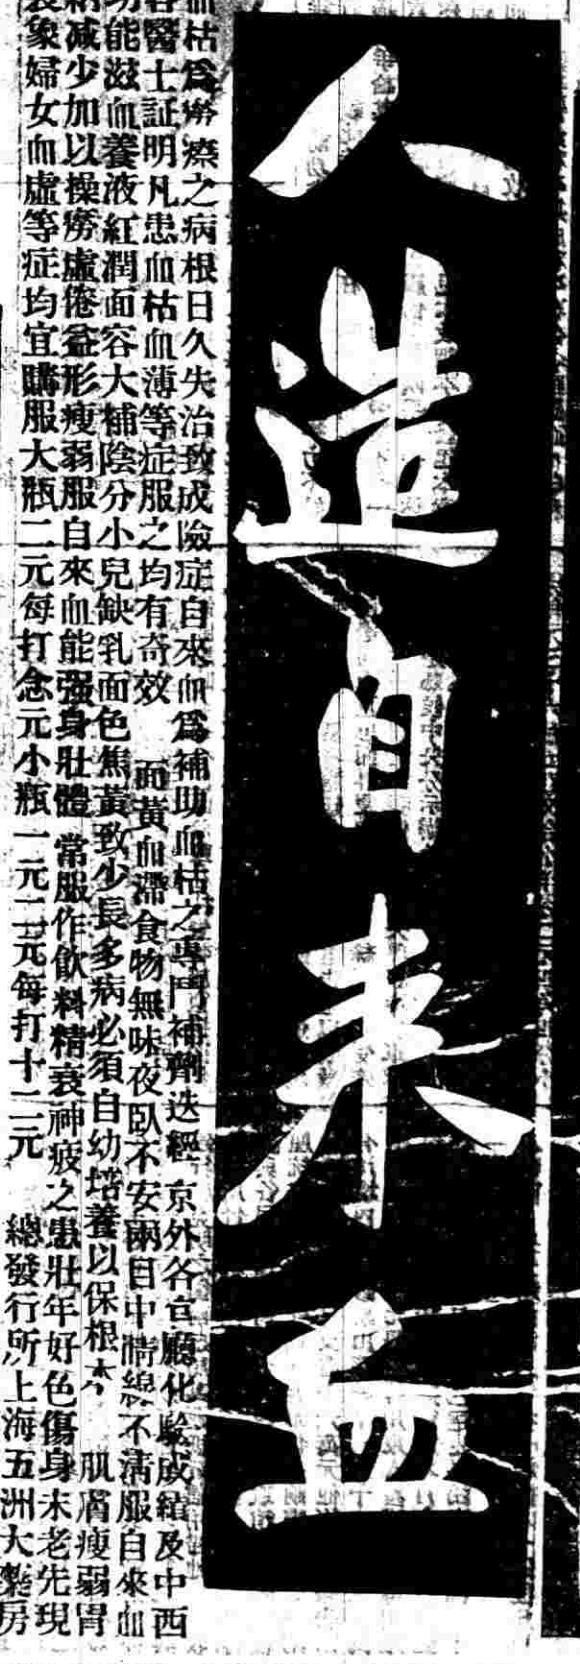 人造自來血
血枯為癆瘵之病根日久失治致成險症自來血為補助血枯之專門補劑迭經 京外各官廳化驗成績及中西
醫士証明凡患血枯血薄等症服之均有奇效 面黃血滯食物無味夜臥不安兩目中睛線不清服自來血
功能滋血養液紅潤面容大補陰分小兒缺乳面色焦黃致少長多病必須自幼培養以保根本 肌膚瘦弱胃
減少加以操癆虛倦益形瘦弱服自來血能強身壯體 常服作飲料精衰神疲之患壯年好色傷身未老先現
衰象婦女血虛等症均宜購服大瓶二元每打念元小瓶一元二元每打十二元 總發行所上海五洲大藥房